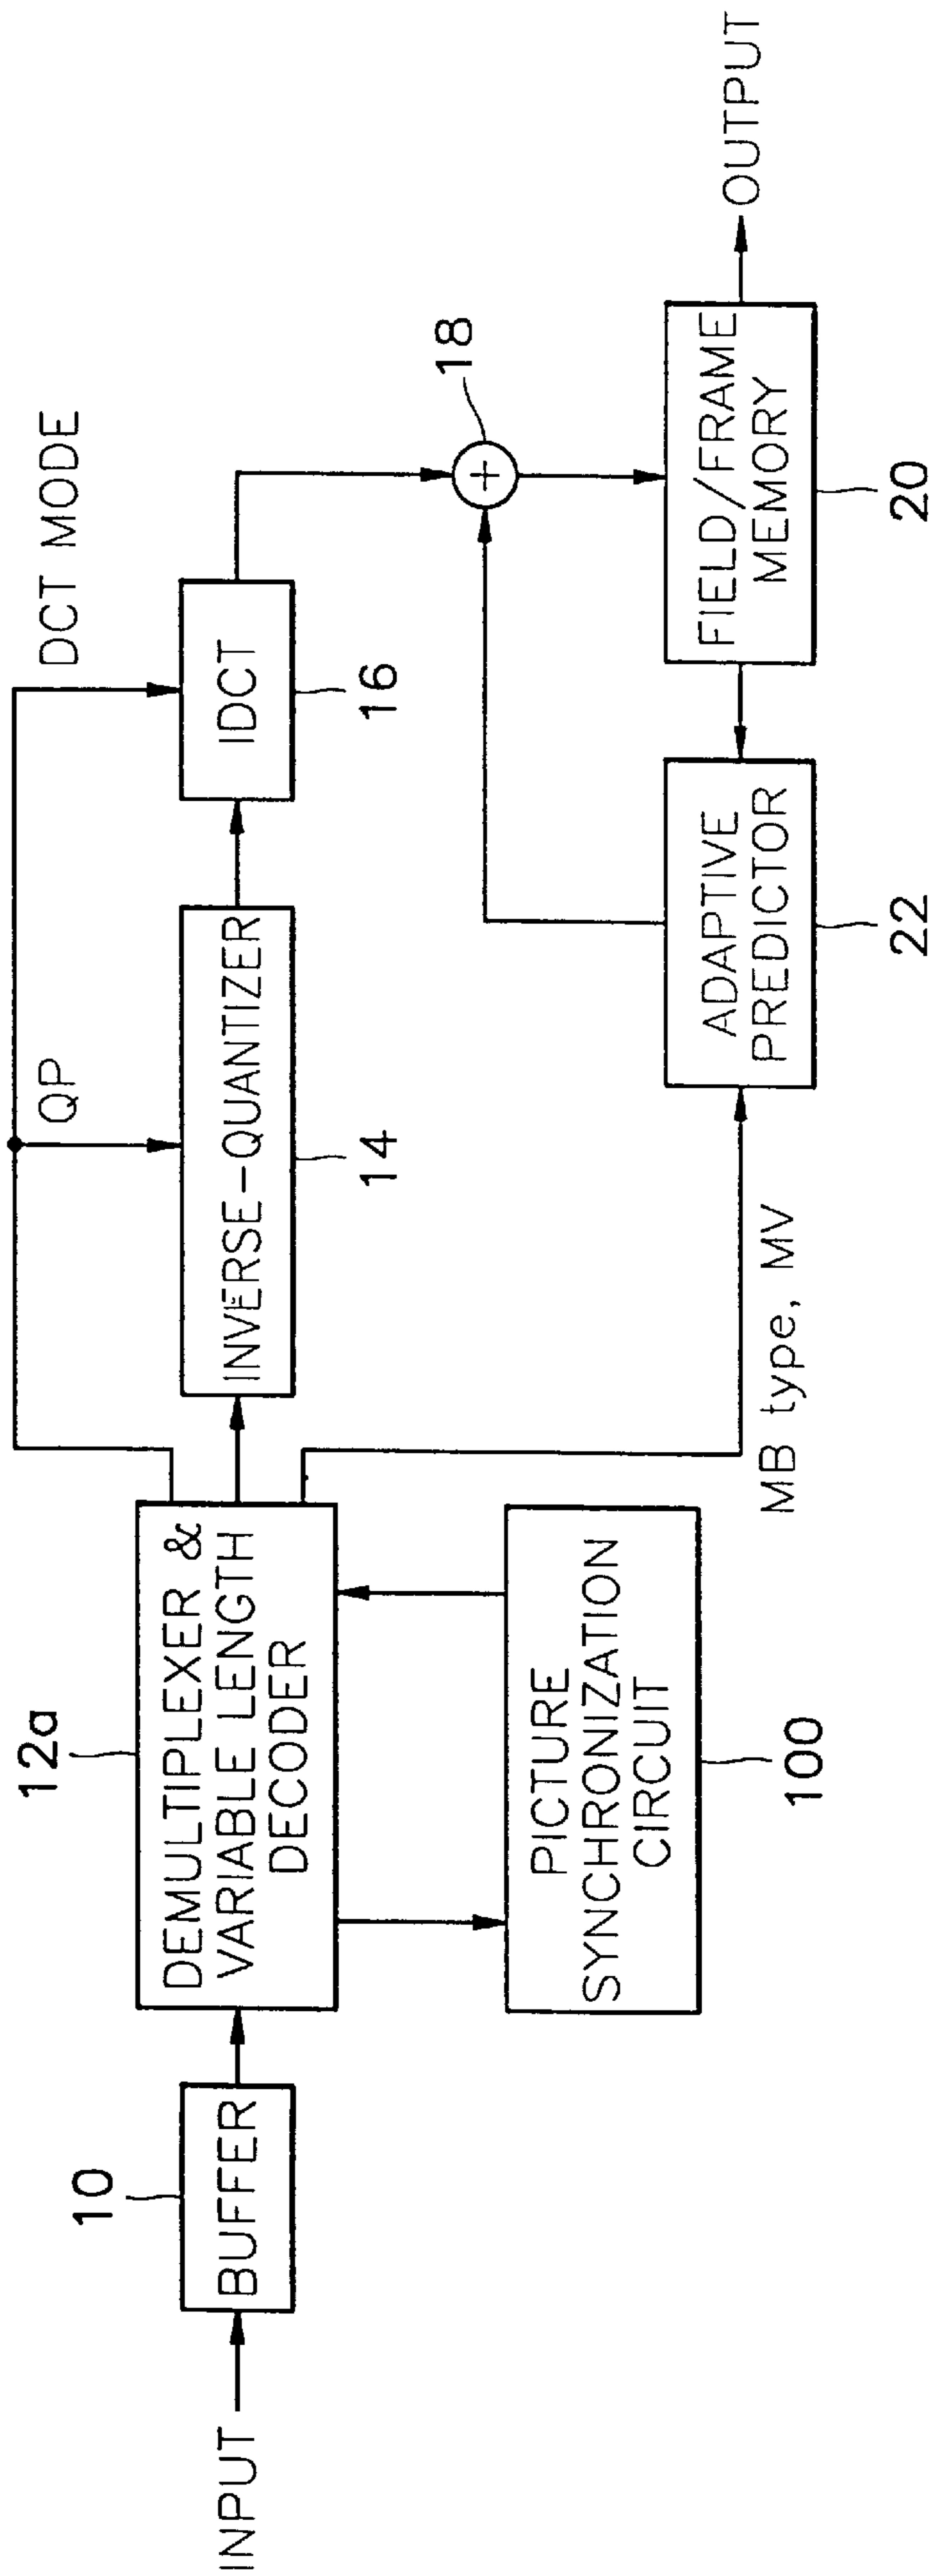 DCT MODE
QP
12a
10
18
INPUT
BUFFER
DEMULTIPLEXER &
VARIABLE LENGTH
DECODER
INVERSE-QUANTIZER
IDCT
14
16
PICTURE
SYNCHRONIZATION
CIRCUIT
100
MB type, MV
ADAPTIVE
PREDICTOR
22
FIELD/FRAME
MEMORY
20
OUTPUT